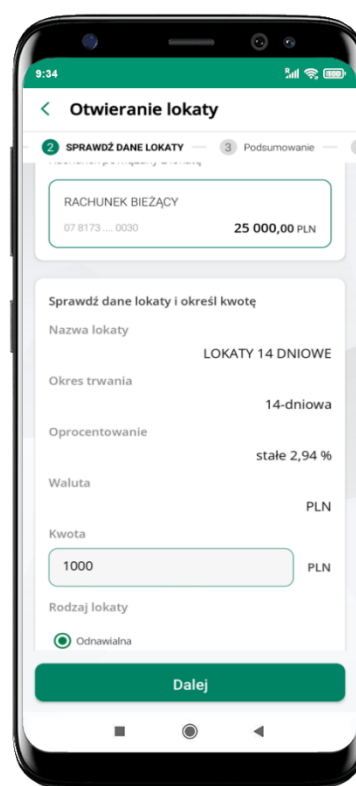 9:34
Otwieranie lokaty
2 SPRAWDŹ DANE LOKATY 3 Podsumowanie
RACHUNEK BIEŻĄCY
07 8173 ... 0030 25 000,00 PLN
Sprawdź dane lokaty i określ kwotę
Nazwa lokaty
LOKATY 14 DNIOWE
Okres trwania
14-dniowa
Oprocentowanie
stałe 2,94 %
Waluta
PLN
Kwota
1000 PLN
Rodzaj lokaty
Odnawialna
Dalej